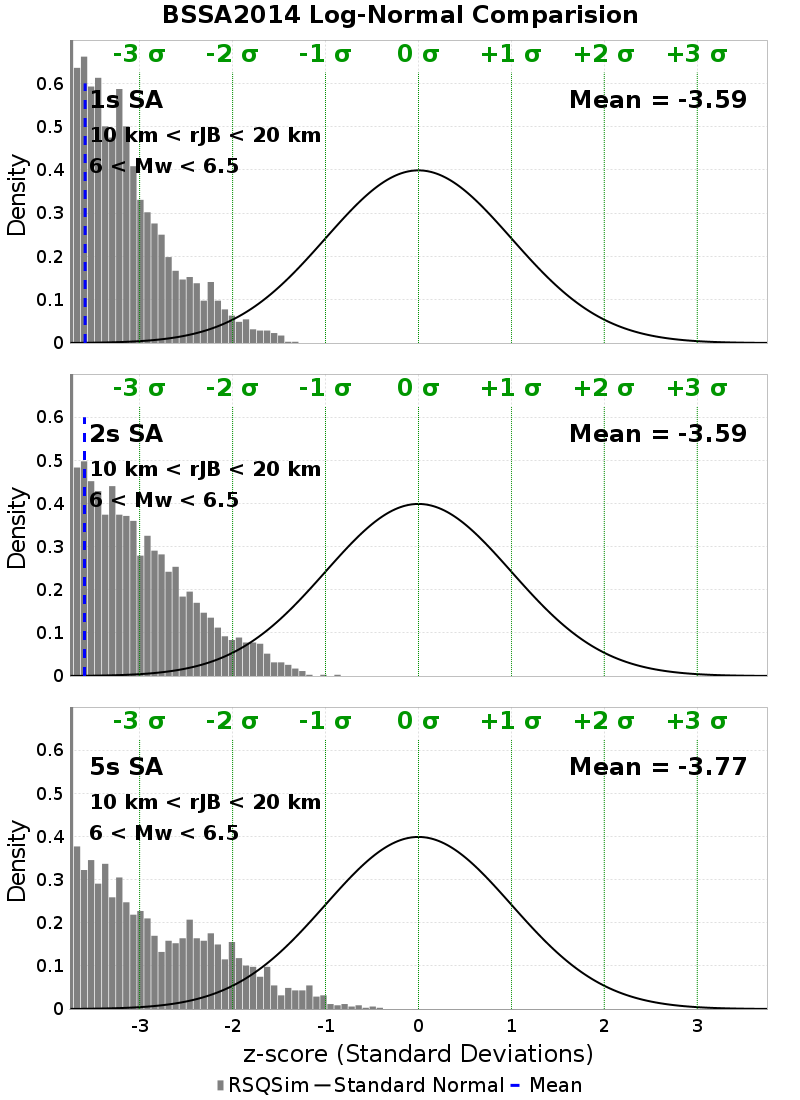 BSSA2014 Log-Normal Comparision
-3 σ -2 σ -1 σ 0 σ +1 σ +2 σ +3 σ
1s SA
Mean = -3.59
10 km < rJB < 20 km
6 < Mw < 6.5
0.6
0.5
0.4
0.3
0.2
0.1
0
Density
-3 σ -2 σ -1 σ 0 σ +1 σ +2 σ +3 σ
2s SA
Mean = -3.59
10 km < rJB < 20 km
6 < Mw < 6.5
0.6
0.5
0.4
0.3
0.2
0.1
0
Density
-3 σ -2 σ -1 σ 0 σ +1 σ +2 σ +3 σ
5s SA
Mean = -3.77
10 km < rJB < 20 km
6 < Mw < 6.5
0.6
0.5
0.4
0.3
0.2
0.1
0
Density
-3 -2 -1 0 1 2 3
z-score (Standard Deviations)
RSQSim Standard Normal Mean